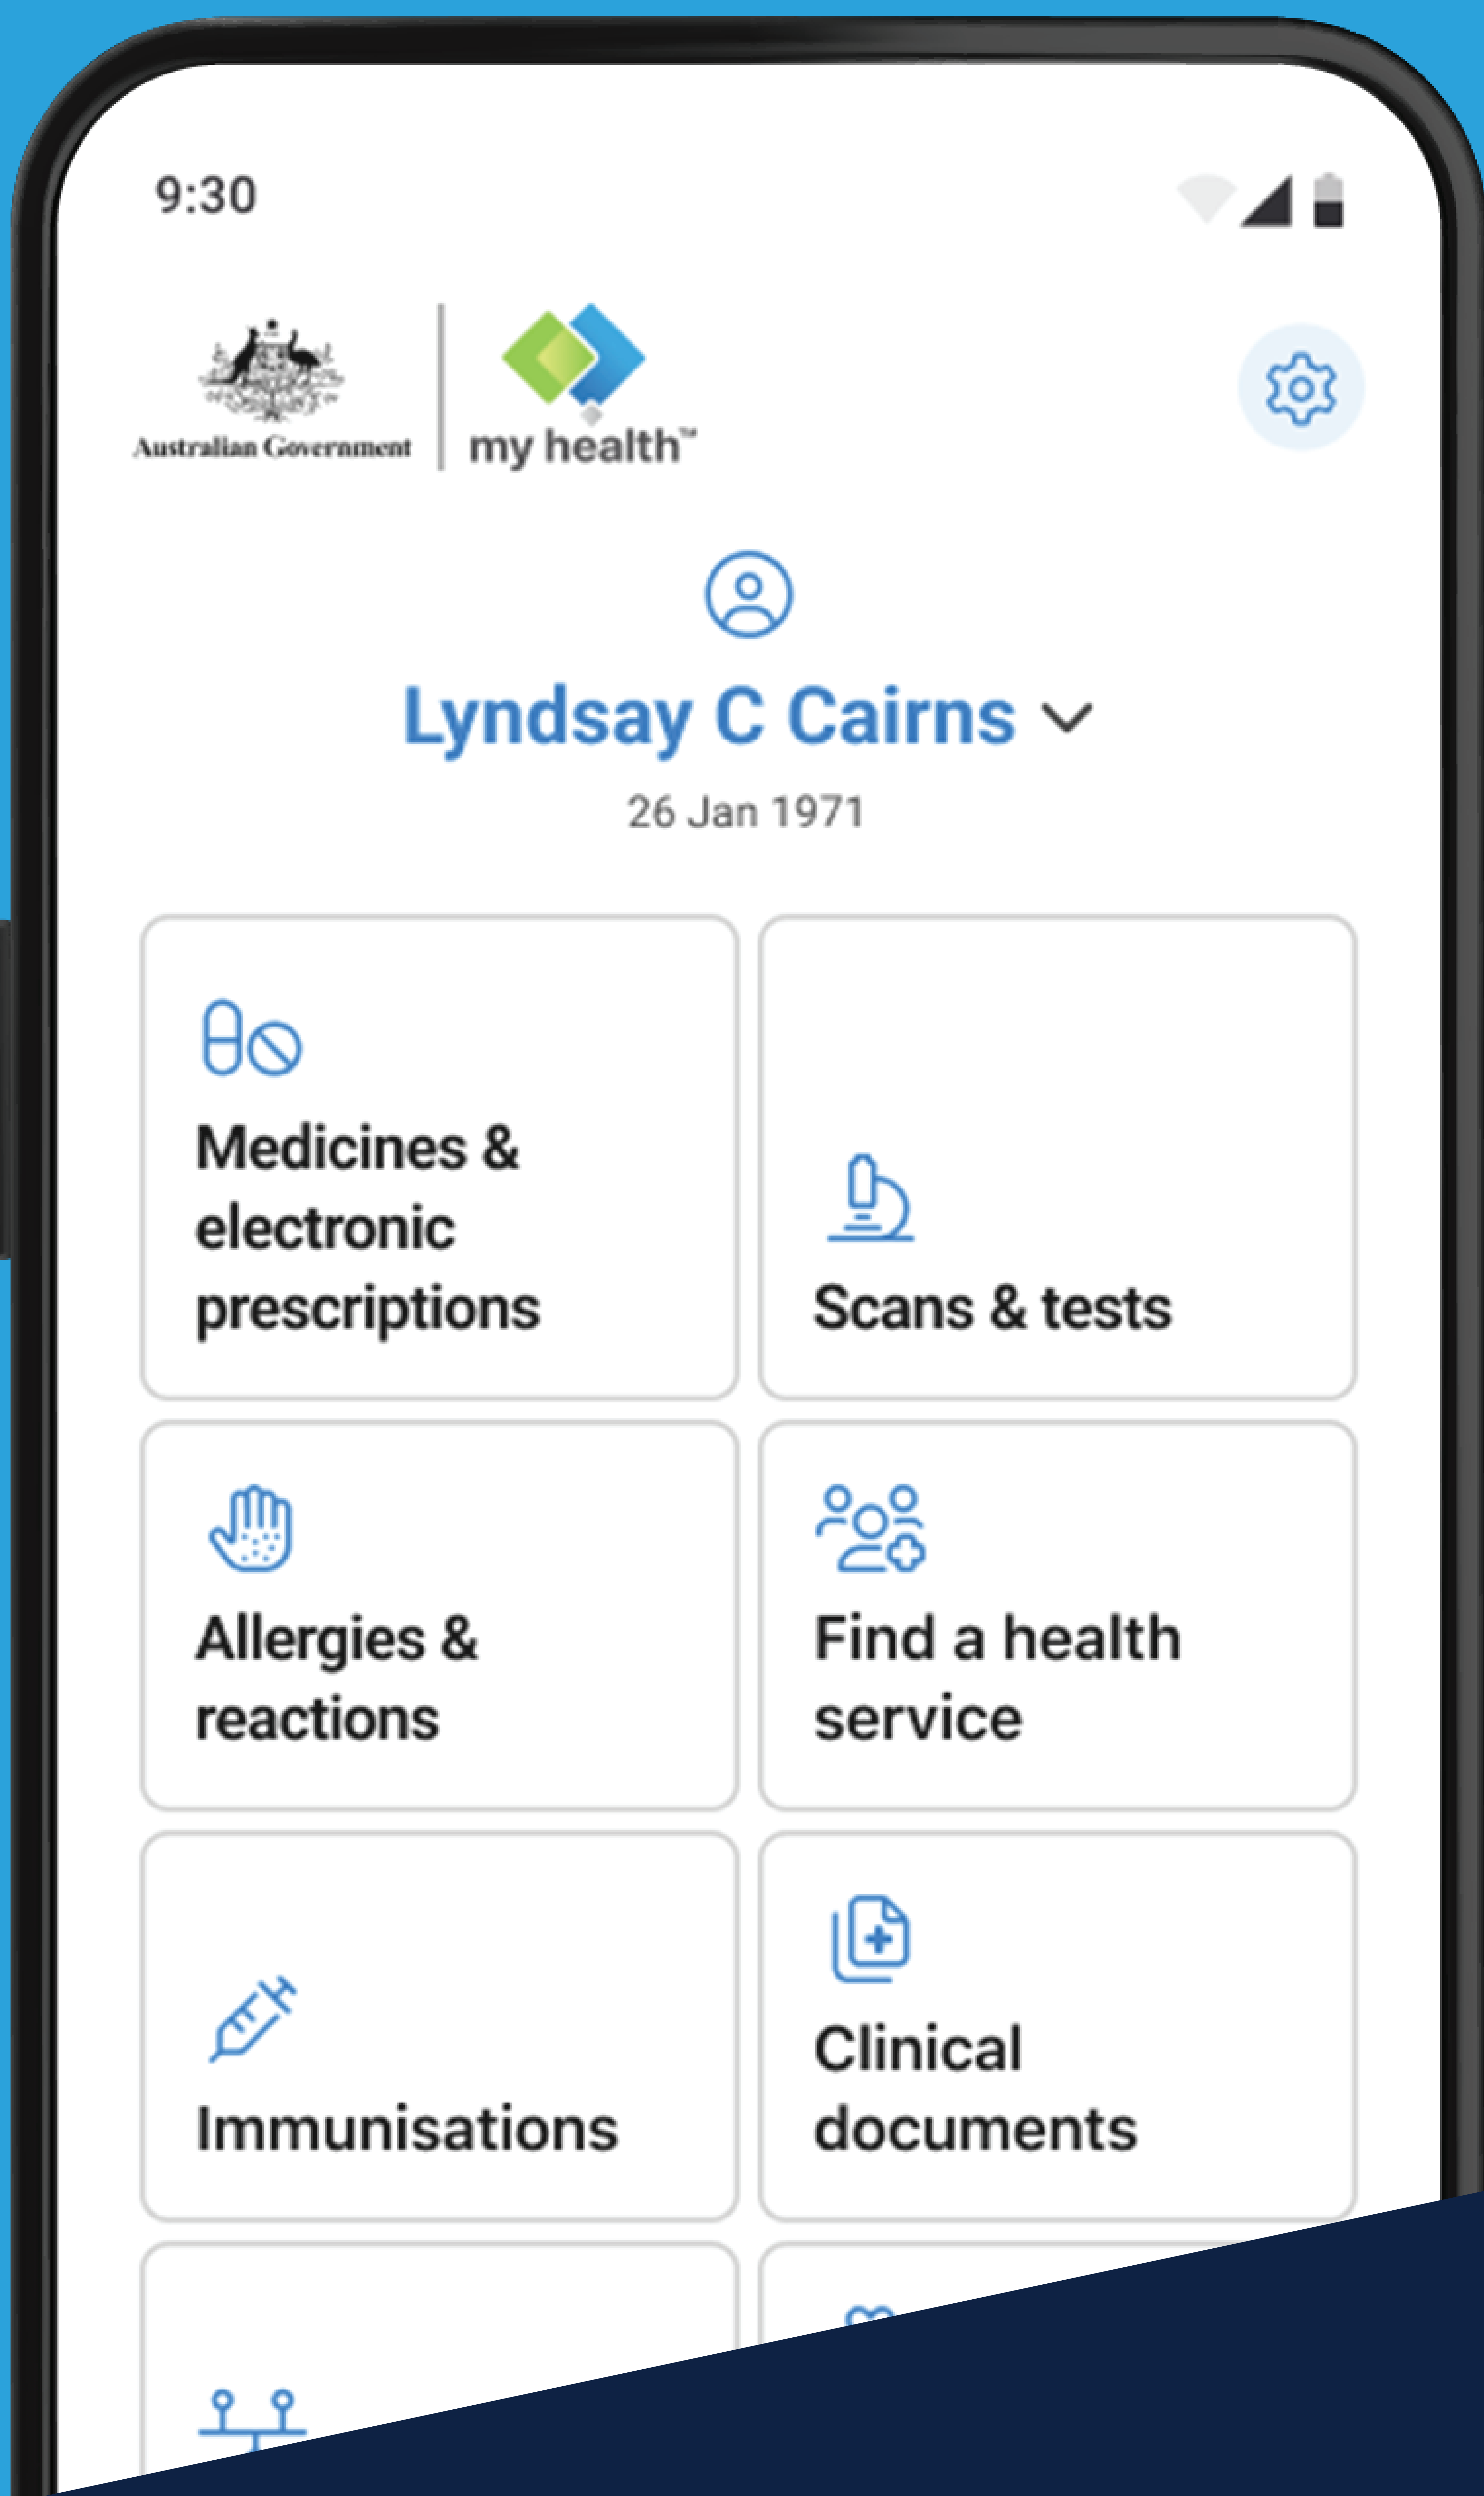 9:30
Australian Government
my health™
Lyndsay C Cairns
26 Jan 1971
Medicines &
electronic
prescriptions
Scans & tests
Allergies &
reactions
Find a health
service
Immunisations
Clinical
documents